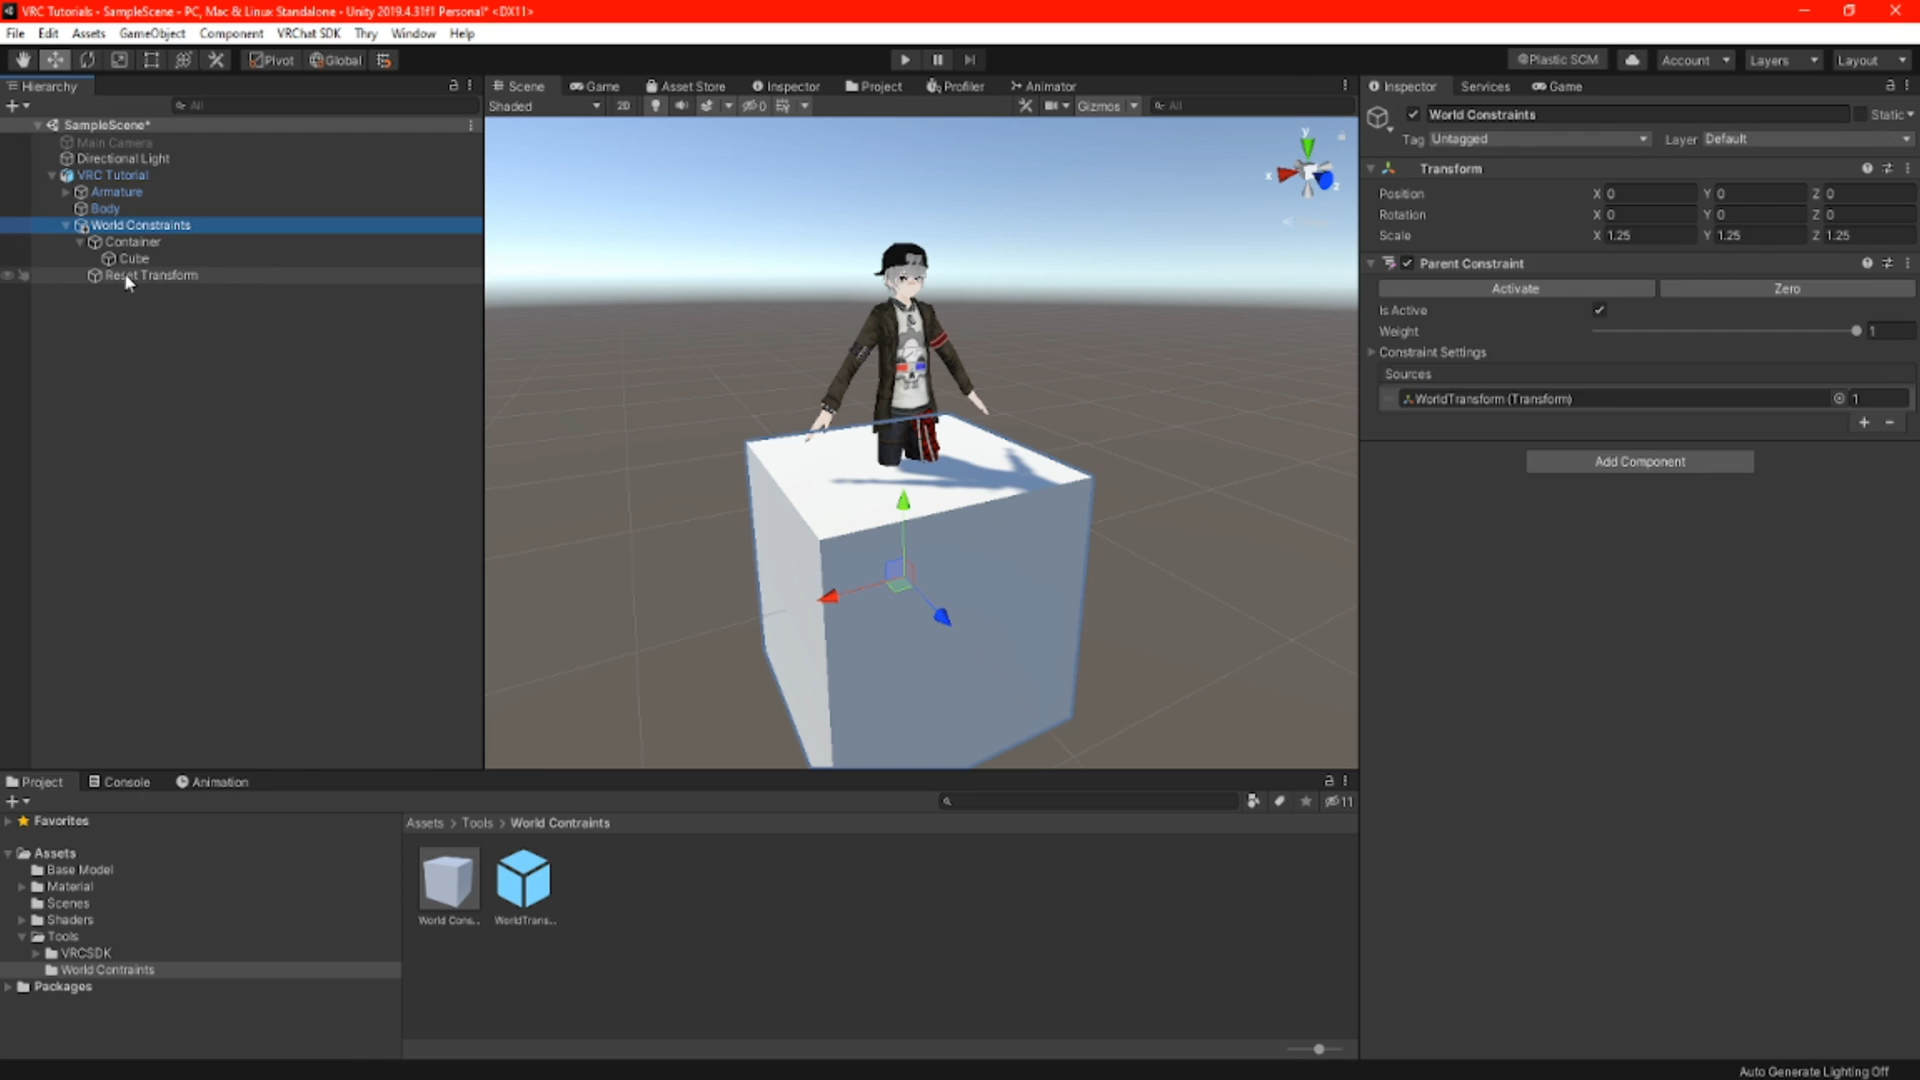 VRC Tutorials - SampleScene - PC, Mac & Linux Standalone - Unity 2019.4.31f1 Personal* <DX11>
File Edit Assets GameObject Component VRChat SDK Thry Window Help
Pivot Global Plastic SCM Account Layers Layout
Hierarchy
All
SampleScene*
Main Camera
Directional Light
VRC Tutorial
Armature
Body
World Constraints
Container
Cube
Reset Transform
Scene Game Asset Store Inspector Project Profiler Animator
Shaded 2D 0 Gizmos All
y
x
z
Inspector Services Game
World Constraints Static
Tag Untagged Layer Default
Transform
Position X 0 Y 0 Z 0
Rotation X 0 Y 0 Z 0
Scale X 1.25 Y 1.25 Z 1.25
Parent Constraint
Activate Zero
Is Active
Weight 1
Constraint Settings
Sources
WorldTransform (Transform) 1
Add Component
Project Console Animation
11
Favorites
Assets
Base Model
Material
Scenes
Shaders
Tools
VRCSDK
World Contraints
Packages
Assets > Tools > World Contraints
World Cons... WorldTrans...
Auto Generate Lighting Off